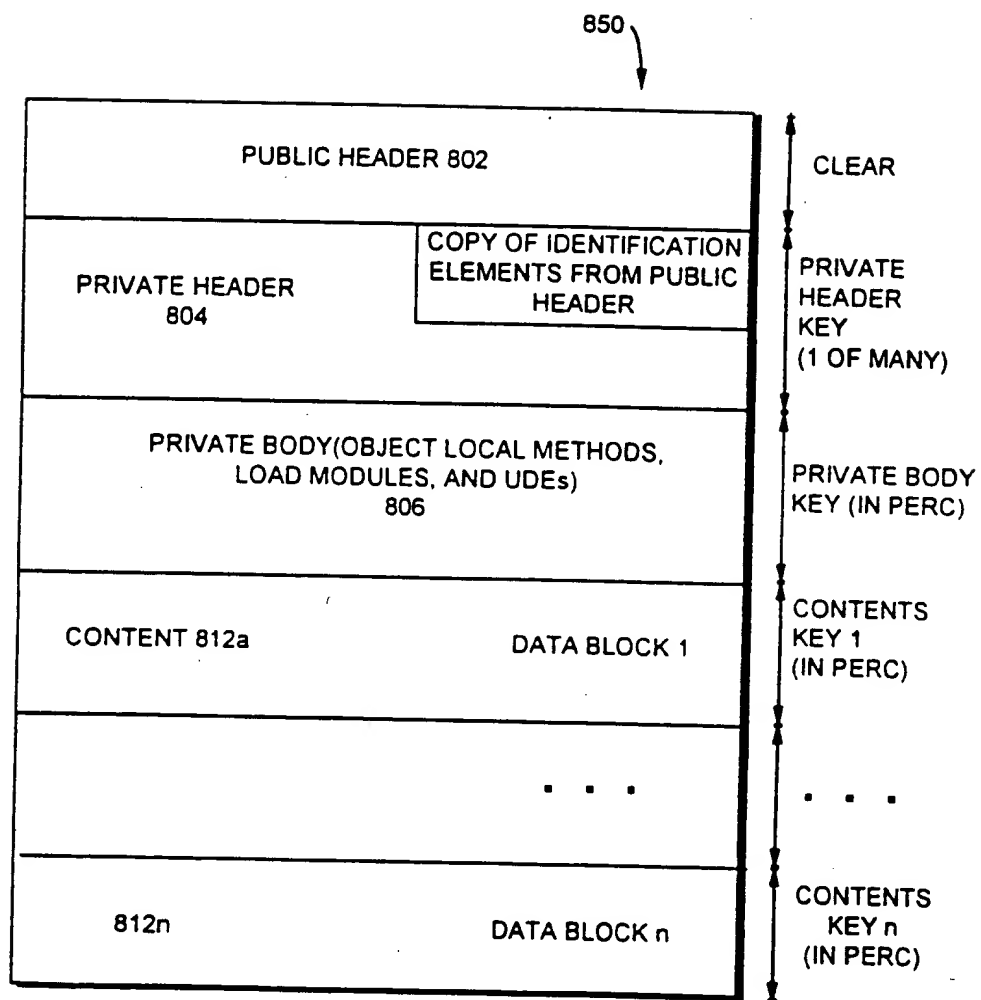 850
PUBLIC HEADER 802
CLEAR
COPY OF IDENTIFICATION
ELEMENTS FROM PUBLIC
HEADER
PRIVATE HEADER
804
PRIVATE
HEADER
KEY
(1 OF MANY)
PRIVATE BODY(OBJECT LOCAL METHODS,
LOAD MODULES, AND UDEs)
806
PRIVATE BODY
KEY (IN PERC)
CONTENT 812a
DATA BLOCK 1
CONTENTS
KEY 1
(IN PERC)
. . .
. . .
812n
DATA BLOCK n
CONTENTS
KEY n
(IN PERC)